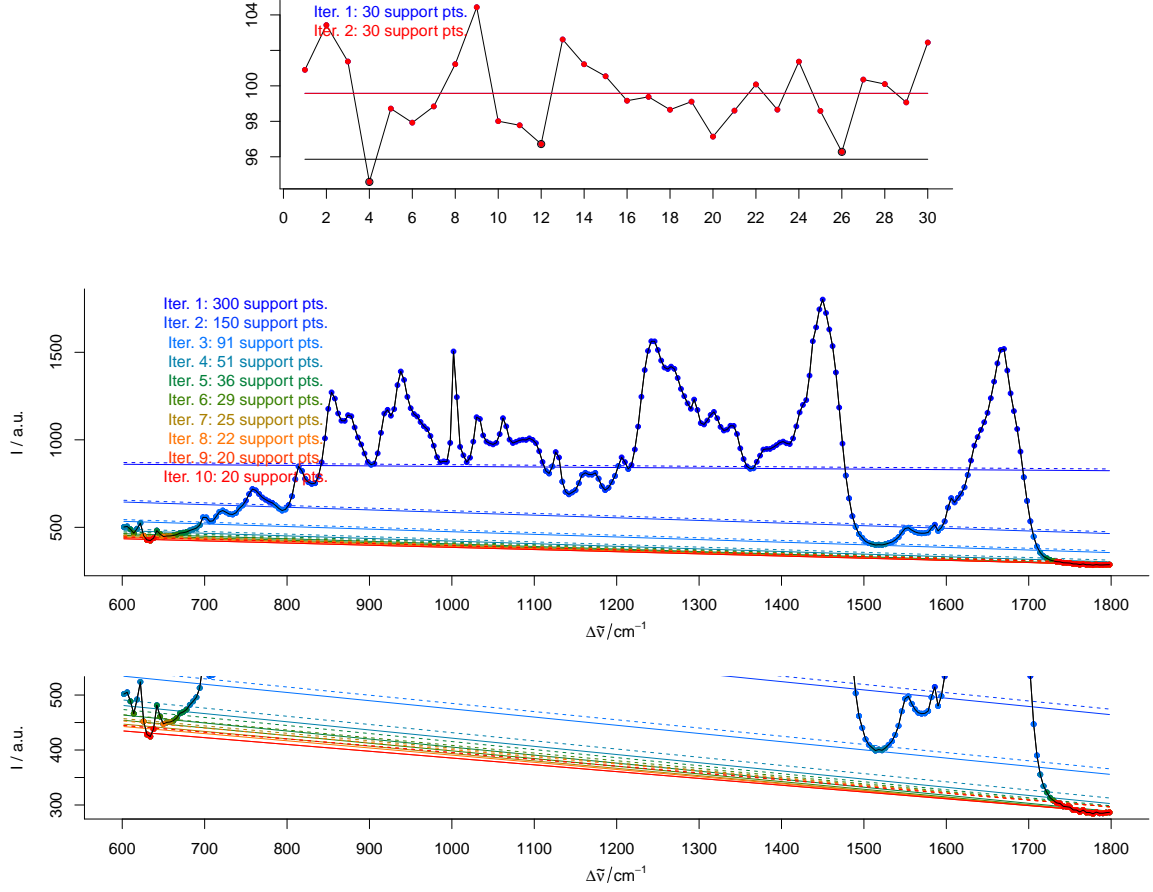 104
100
98
96
Iter. 1: 30 support pts.
Iter. 2: 30 support pts.
0 2 4 6 8 10 12 14 16 18 20 22 24 26 28 30
I / a.u.
1500
1000
500
Iter. 1: 300 support pts.
Iter. 2: 150 support pts.
Iter. 3: 91 support pts.
Iter. 4: 51 support pts.
Iter. 5: 36 support pts.
Iter. 6: 29 support pts.
Iter. 7: 25 support pts.
Iter. 8: 22 support pts.
Iter. 9: 20 support pts.
Iter. 10: 20 support pts.
600 700 800 900 1000 1100 1200 1300 1400 1500 1600 1700 1800
Δν̃/cm⁻¹
I / a.u.
500
400
300
600 700 800 900 1000 1100 1200 1300 1400 1500 1600 1700 1800
Δν̃/cm⁻¹